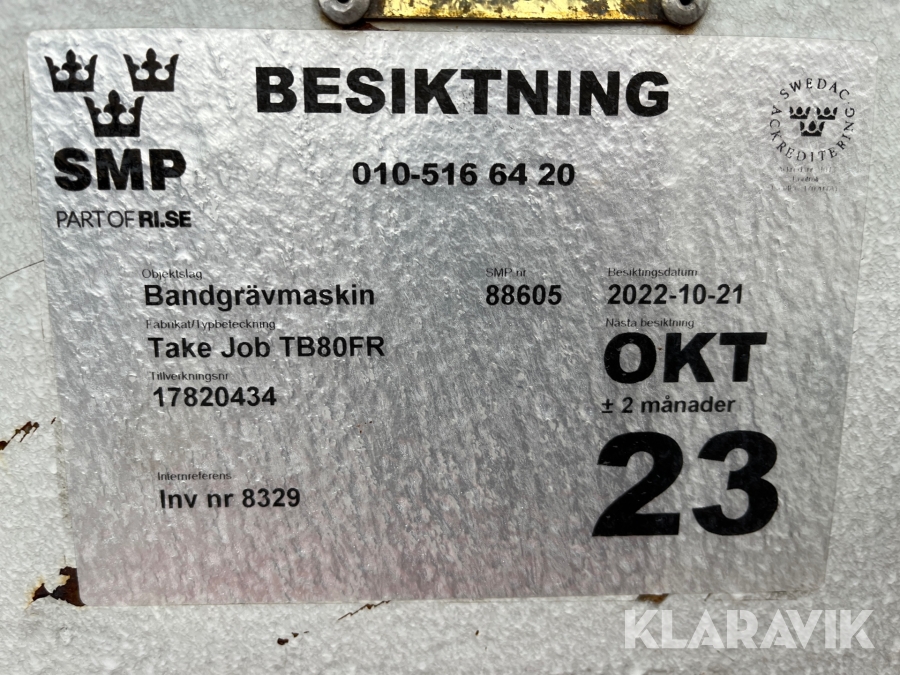 BESIKTNING
SMP
PART OF RI.SE
010-516 64 20
SWEDAC
ACKREDITERING
Objektslag
Bandgrävmaskin
SMP nr
88605
Besiktingsdatum
2022-10-21
Fabrikat/Typbeteckning
Take Job TB80FR
Nästa besiktning
OKT
± 2 månader
23
Tillverkningsnr
17820434
Internreferens
Inv nr 8329
KLARAVIK